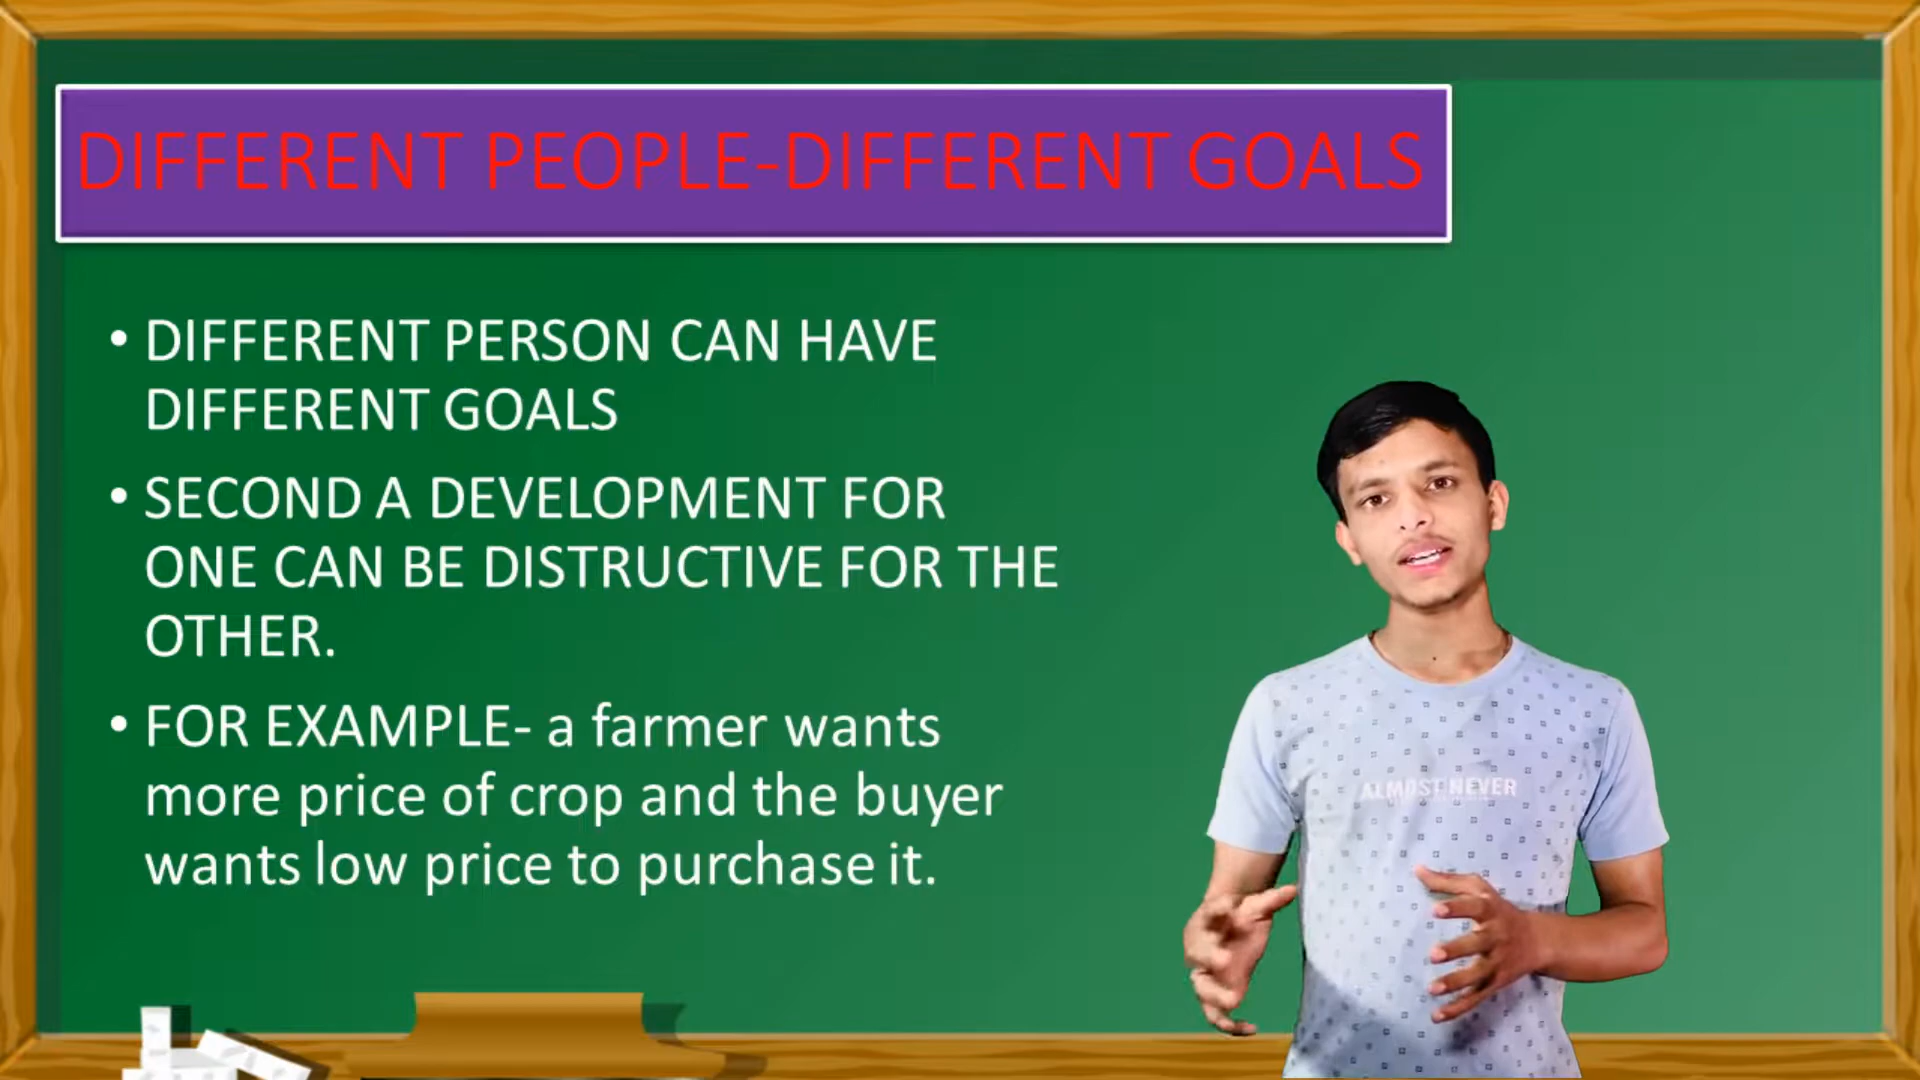 DIFFERENT PEOPLE-DIFFERENT GOALS
• DIFFERENT PERSON CAN HAVE
DIFFERENT GOALS
• SECOND A DEVELOPMENT FOR
ONE CAN BE DISTRUCTIVE FOR THE
OTHER.
• FOR EXAMPLE- a farmer wants
more price of crop and the buyer
wants low price to purchase it.
ALMOST NEVER